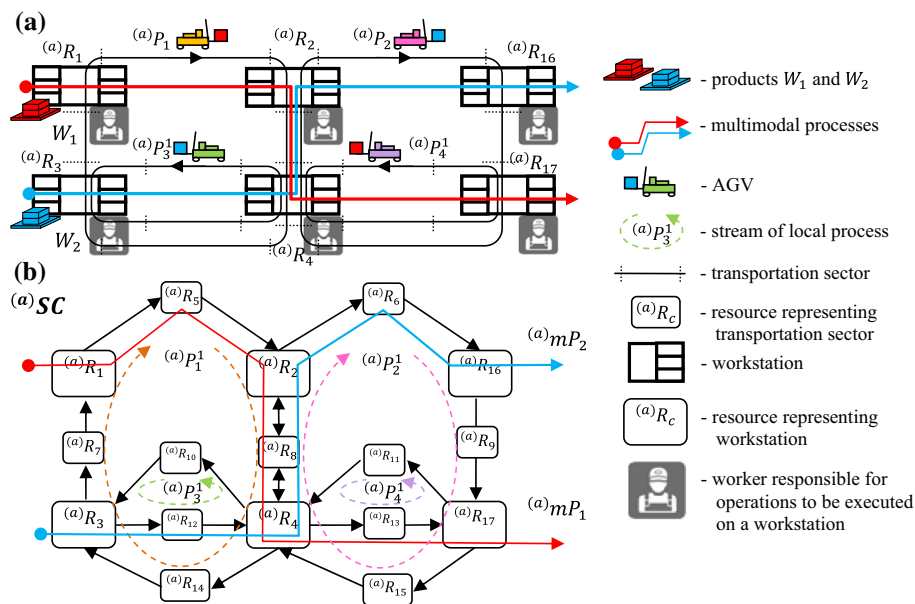 (a)
(a)R1
(a)P1
(a)R2
(a)P2
(a)R16
W1
(a)P3^1
(a)P4^1
(a)R3
(a)R17
W2
(a)R4
(b)
(a)SC
(a)R5
(a)R6
(a)mP2
(a)R1
(a)P1^1
(a)R2
(a)P2^1
(a)R16
(a)R7
(a)R8
(a)R9
(a)R10
(a)R11
(a)P3^1
(a)P4^1
(a)mP1
(a)R3
(a)R12
(a)R4
(a)R13
(a)R17
(a)R14
(a)R15
- products W1 and W2
- multimodal processes
- AGV
(a)P3^1
- stream of local process
- transportation sector
(a)Rc
- resource representing
transportation sector
- workstation
(a)Rc
- resource representing
workstation
- worker responsible for
operations to be executed
on a workstation